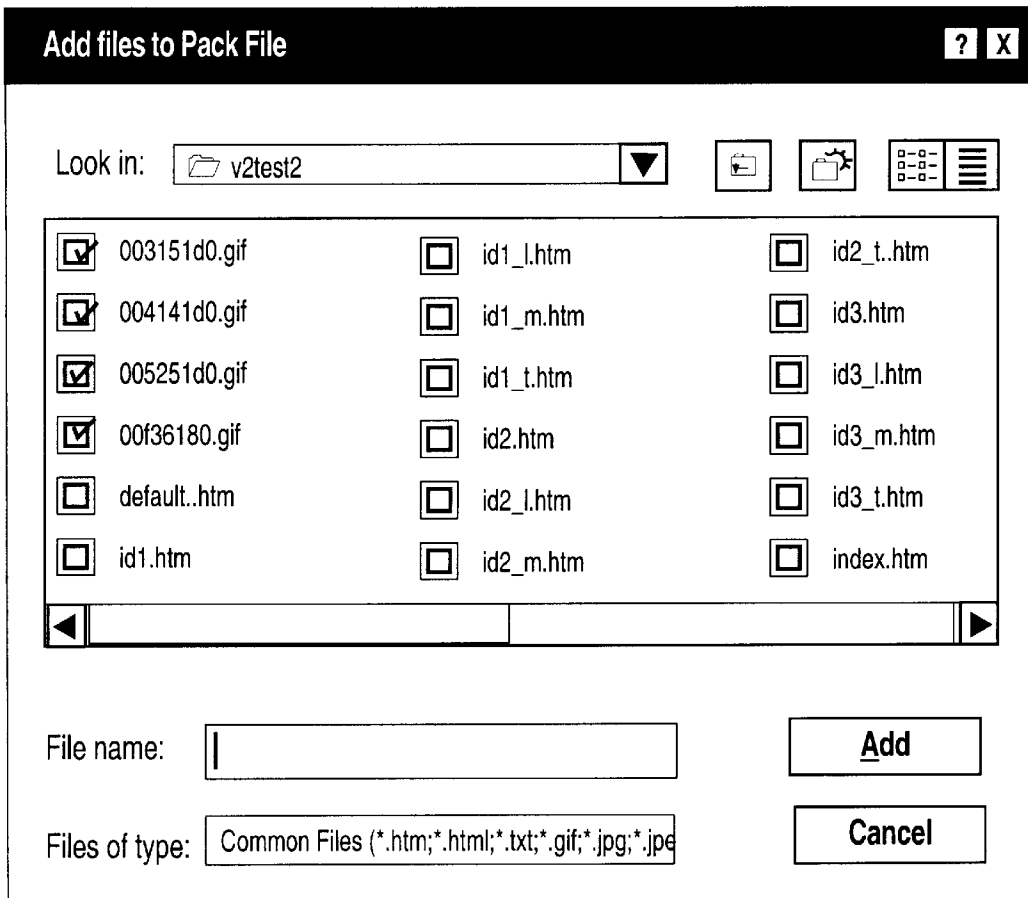 Add files to Pack File ? X
Look in: v2test2
003151d0.gif id1_l.htm id2_t..htm
004141d0.gif id1_m.htm id3.htm
005251d0.gif id1_t.htm id3_l.htm
00f36180.gif id2.htm id3_m.htm
default..htm id2_l.htm id3_t.htm
id1.htm id2_m.htm index.htm
File name: Add
Files of type: Common Files (*.htm;*.html;*.txt;*.gif;*.jpg;*.jpe Cancel